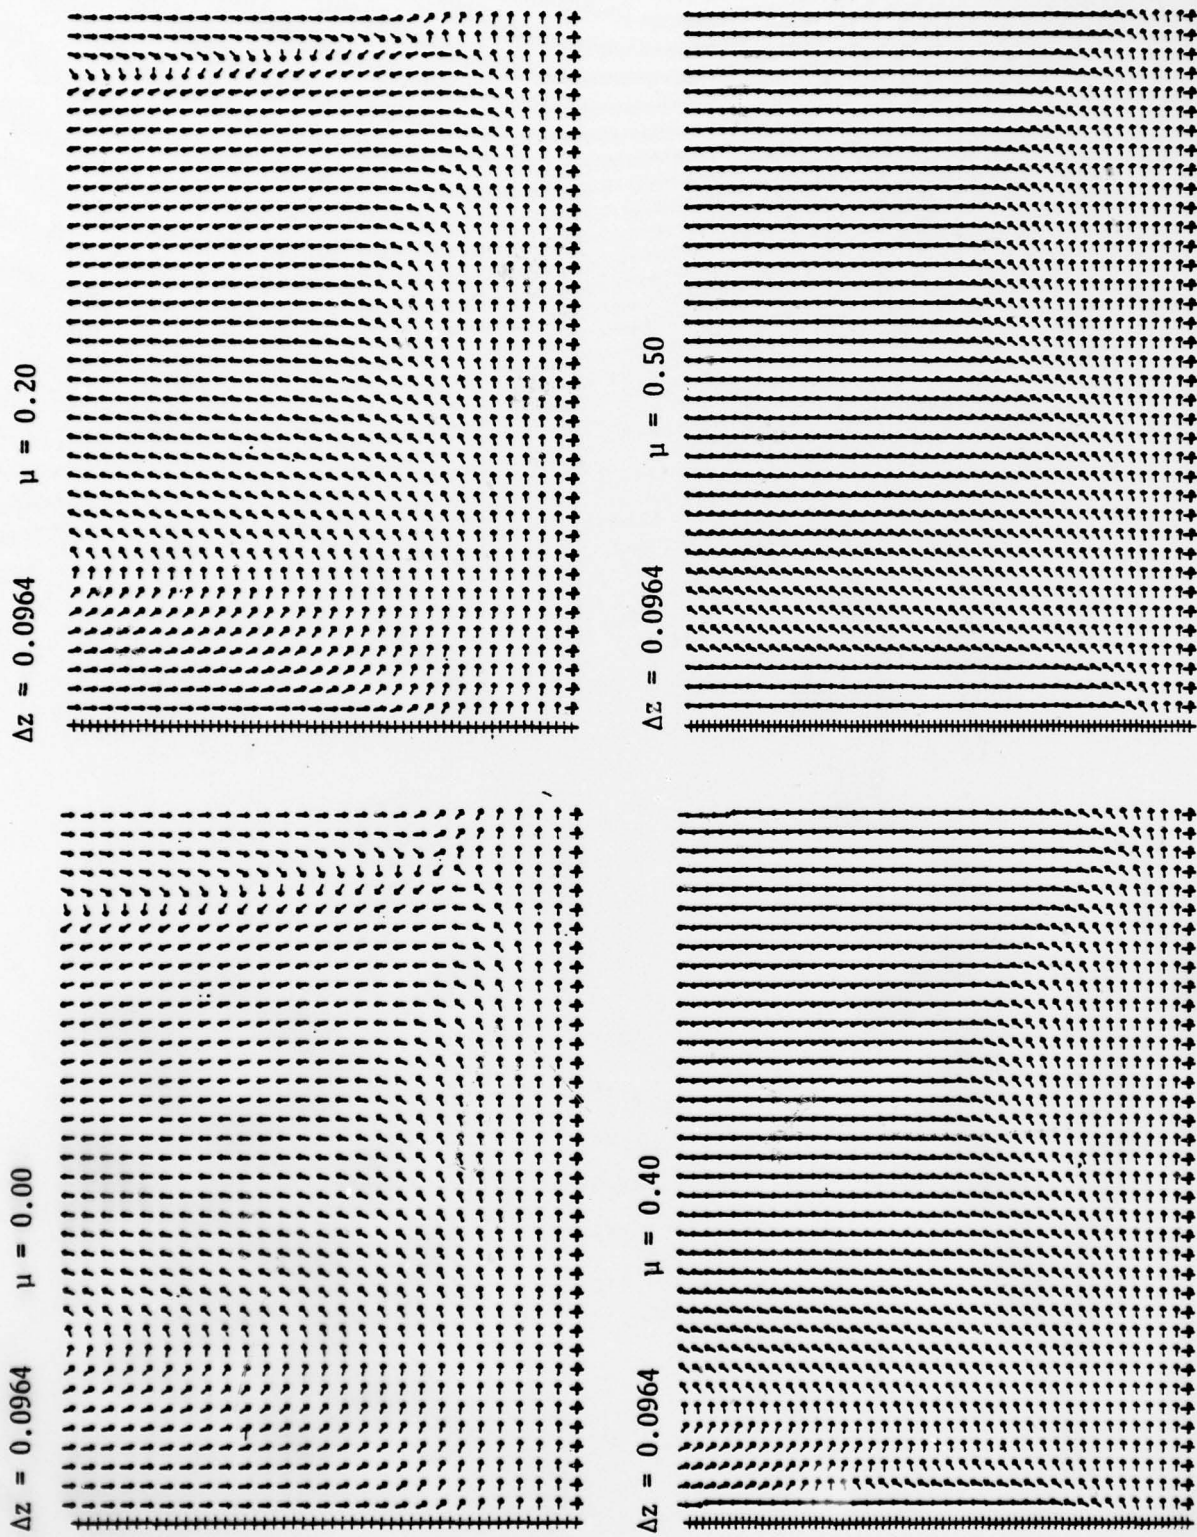 Δz = 0.0964 μ = 0.00
Δz = 0.0964 μ = 0.20
Δz = 0.0964 μ = 0.40
Δz = 0.0964 μ = 0.50